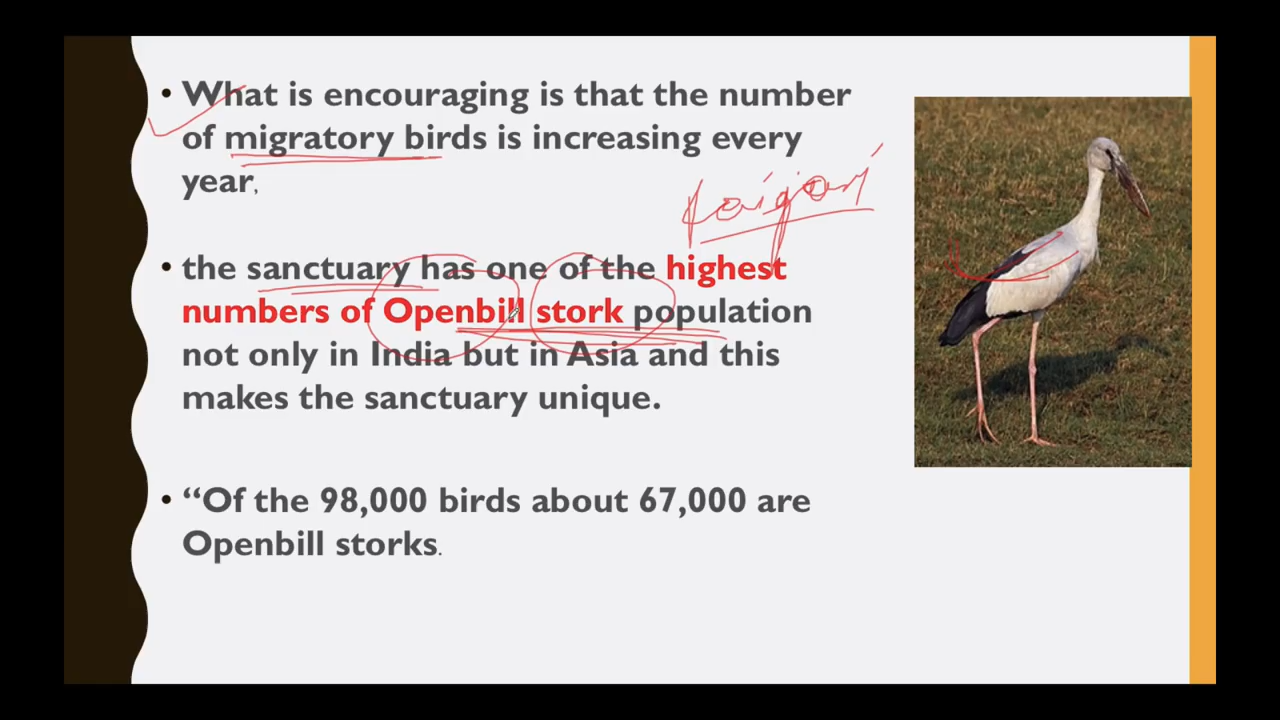 • What is encouraging is that the number
of migratory birds is increasing every
year,
• the sanctuary has one of the highest
numbers of Openbill stork population
not only in India but in Asia and this
makes the sanctuary unique.
• “Of the 98,000 birds about 67,000 are
Openbill storks.